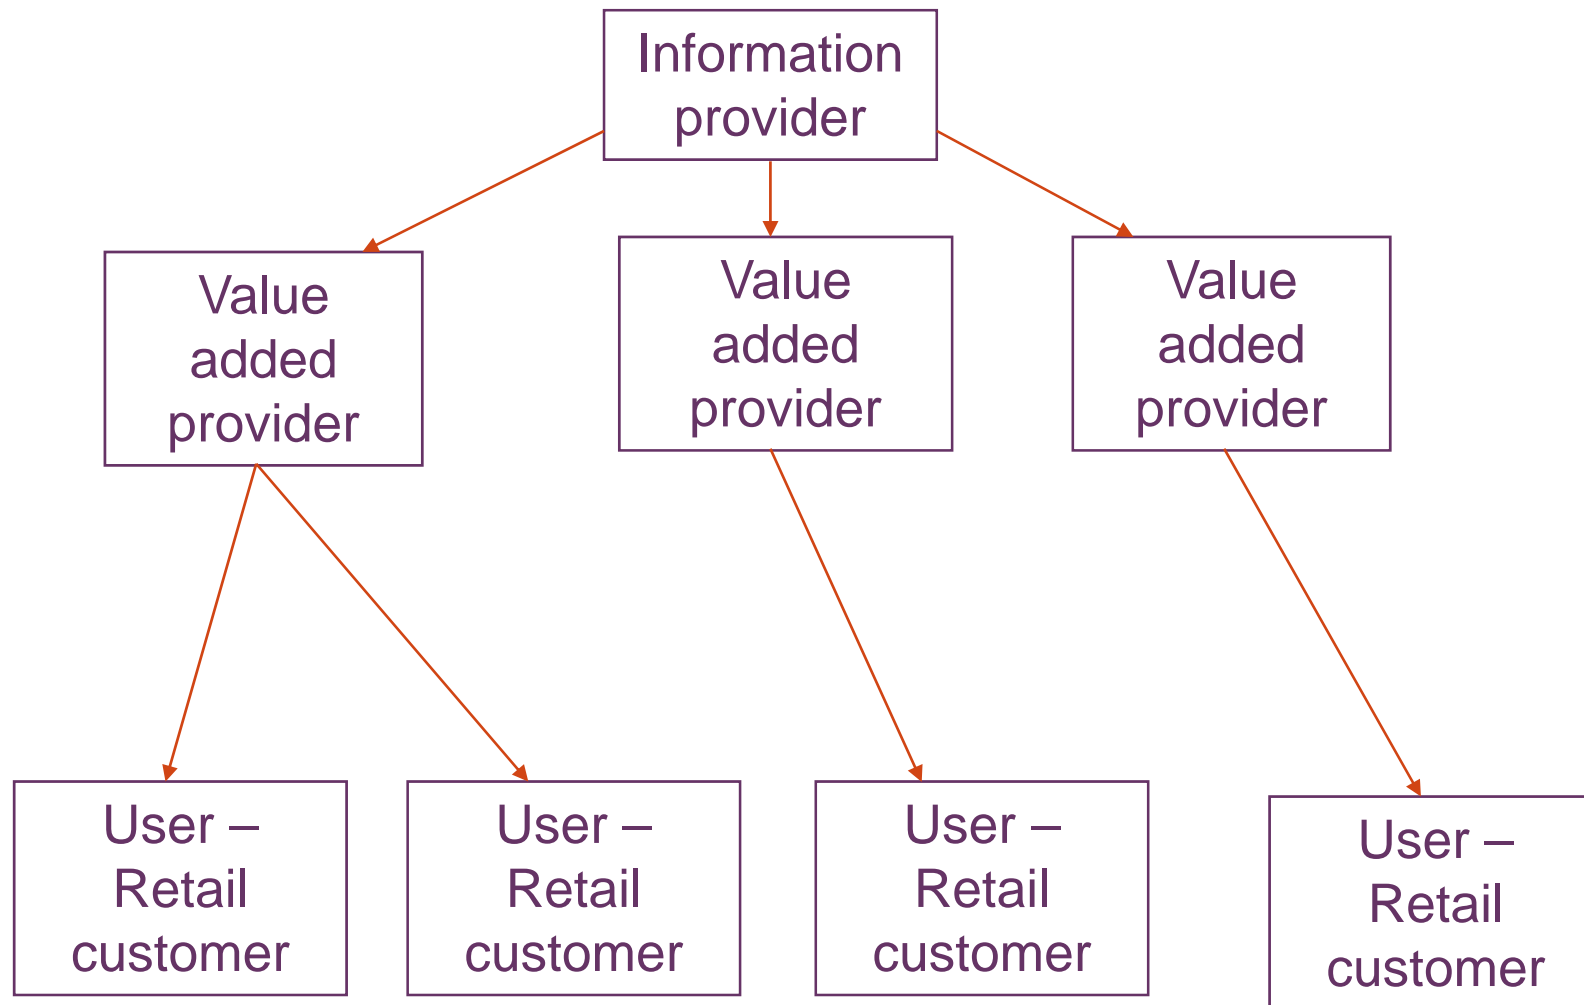 Information
provider
Value
added
provider
Value
added
provider
Value
added
provider
User –
Retail
customer
User –
Retail
customer
User –
Retail
customer
User –
Retail
customer